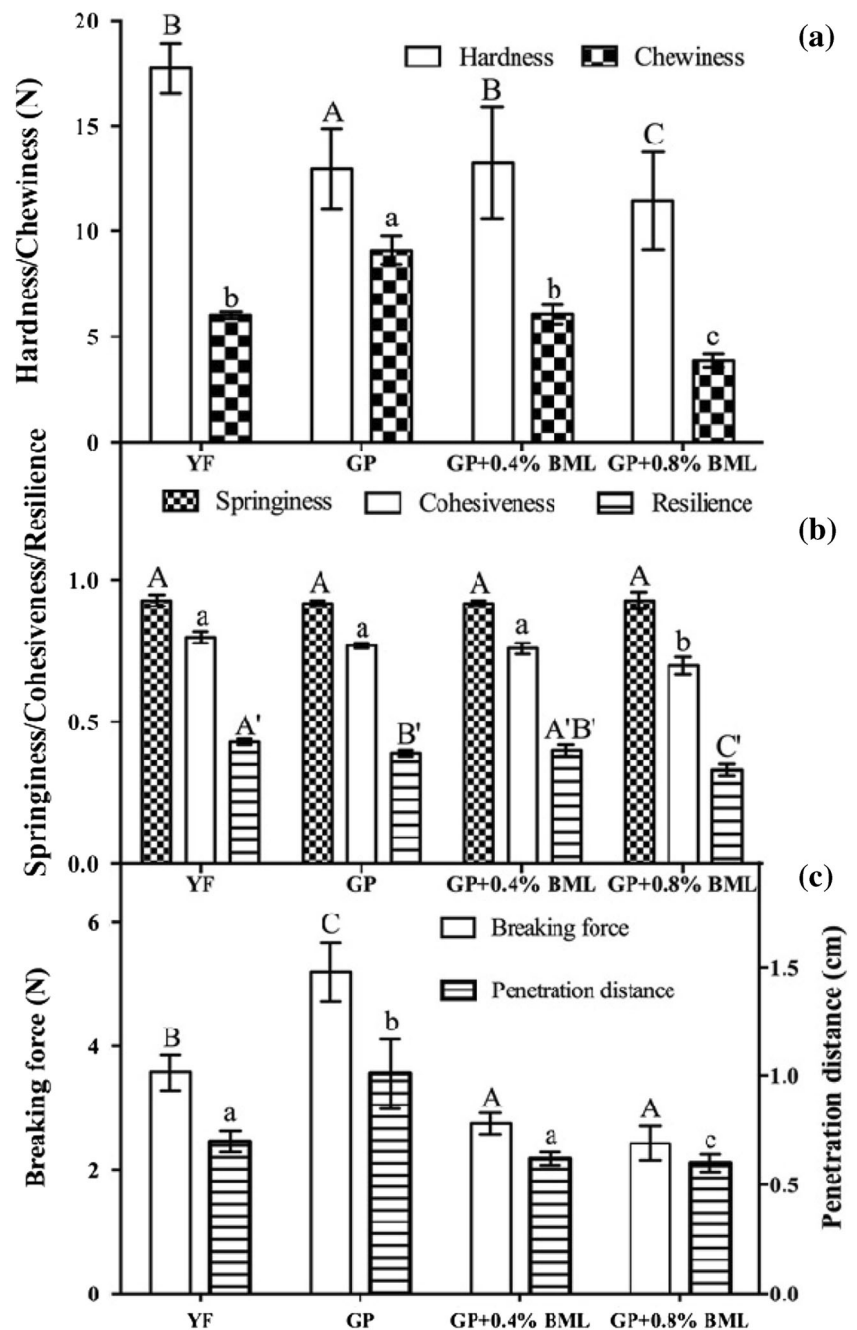 (a)
Hardness/Chewiness (N)
20
15
10
5
0
Hardness Chewiness
B
b
A
a
B
b
C
c
YF GP GP+0.4% BML GP+0.8% BML
(b)
Springiness/Cohesiveness/Resilience
Springiness Cohesiveness Resilience
1.0
0.5
0.0
A
a
A'
A
a
B'
A
a
A'B'
A
b
C'
YF GP GP+0.4% BML GP+0.8% BML
(c)
Breaking force (N)
6
4
2
0
Breaking force
Penetration distance
B
a
C
b
A
a
A
c
YF GP GP+0.4% BML GP+0.8% BML
Penetration distance (cm)
1.5
1.0
0.5
0.0